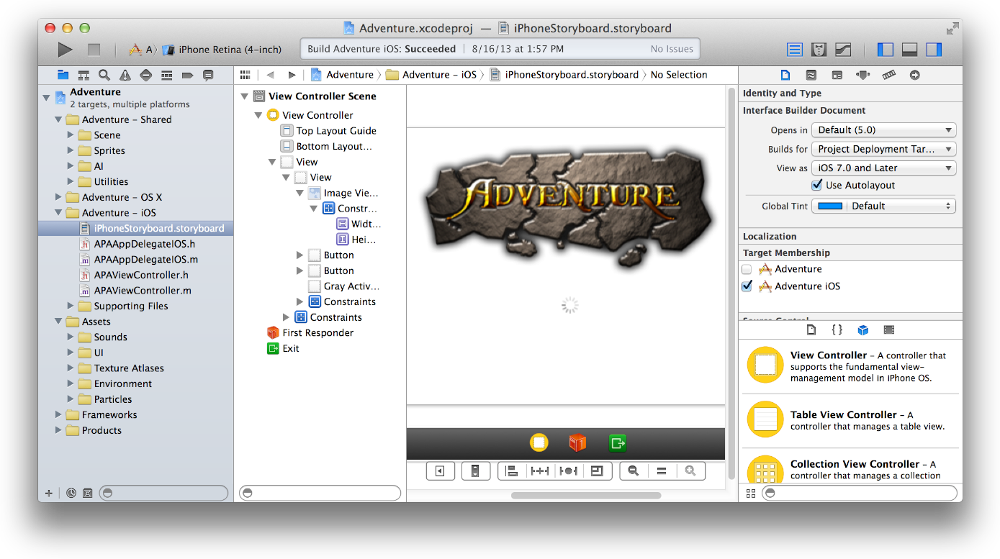 Adventure.xcodeproj — iPhoneStoryboard.storyboard
A iPhone Retina (4-inch)
Build Adventure iOS: Succeeded 8/16/13 at 1:57 PM No Issues
Adventure Adventure – iOS iPhoneStoryboard.storyboard No Selection
Adventure
2 targets, multiple platforms
Adventure – Shared
Scene
Sprites
AI
Utilities
Adventure – OS X
Adventure – iOS
iPhoneStoryboard.storyboard
APAAppDelegateIOS.h
APAAppDelegateIOS.m
APAViewController.h
APAViewController.m
Supporting Files
Assets
Sounds
UI
Texture Atlases
Environment
Particles
Frameworks
Products
View Controller Scene
View Controller
Top Layout Guide
Bottom Layout…
View
View
Image Vie…
Constr…
Widt…
Hei…
Button
Button
Gray Activ…
Constraints
Constraints
First Responder
Exit
ADVENTURE
Identity and Type
Interface Builder Document
Opens in Default (5.0)
Builds for Project Deployment Tar…
View as iOS 7.0 and Later
Use Autolayout
Global Tint Default
Localization
Target Membership
Adventure
Adventure iOS
Source Control
View Controller – A controller that
supports the fundamental view-
management model in iPhone OS.
Table View Controller – A
controller that manages a table view.
Collection View Controller – A
controller that manages a collection